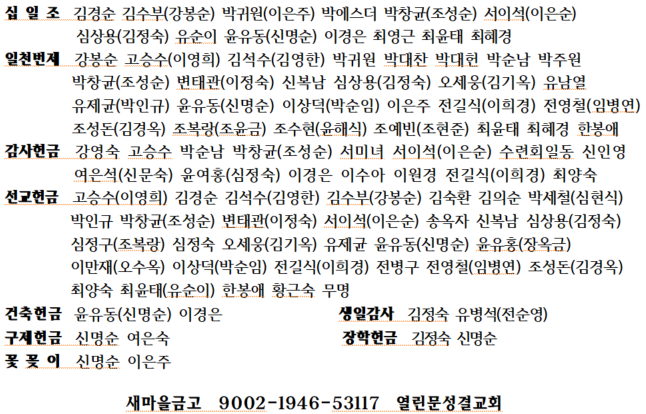 십 일 조 김경순 김수부(강봉순) 박귀원(이은주) 박에스더 박창균(조성순) 서이석(이은순)
심상용(김정숙) 유순이 윤유동(신명순) 이경은 최영근 최윤태 최혜경
일천번제 강봉순 고승수(이영희) 김석수(김영한) 박귀원 박대찬 박대헌 박순남 박주원
박창균(조성순) 변태관(이정숙) 신복남 심상용(김정숙) 오세웅(김기옥) 유남열
유제균(박인규) 윤유동(신명순) 이상덕(박순임) 이은주 전길식(이희경) 전영철(임병연)
조성돈(김경옥) 조복랑(조윤금) 조수현(윤해식) 조예빈(조현준) 최윤태 최혜경 한봉애
감사헌금 강영숙 고승수 박순남 박창균(조성순) 서미녀 서이석(이은순) 수련회일동 신인영
여은석(신문숙) 윤여홍(심정숙) 이경은 이수아 이원경 전길식(이희경) 최양숙
선교헌금 고승수(이영희) 김경순 김석수(김영한) 김수부(강봉순) 김숙환 김의순 박세철(심현식)
박인규 박창균(조성순) 변태관(이정숙) 서이석(이은순) 송옥자 신복남 심상용(김정숙)
심정구(조복랑) 심정숙 오세웅(김기옥) 유제균 윤유동(신명순) 윤유홍(장옥금)
이만재(오수옥) 이상덕(박순임) 전길식(이희경) 전병구 전영철(임병연) 조성돈(김경옥)
최양숙 최윤태(유순이) 한봉애 황근숙 무명
건축헌금 윤유동(신명순) 이경은 생일감사 김정숙 유병석(전순영)
구제헌금 신명순 여은숙 장학헌금 김정숙 신명순
꽃 꽂 이 신명순 이은주
새마을금고 9002-1946-53117 열린문성결교회